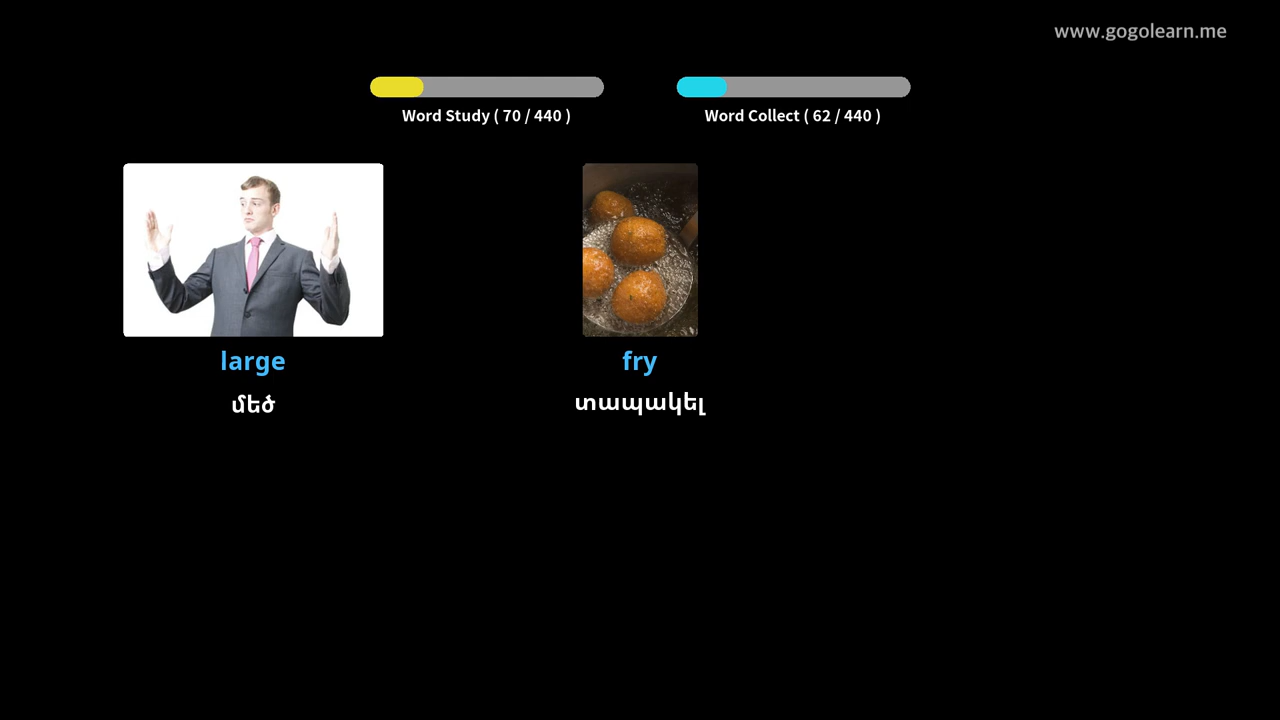 www.gogolearn.me
Word Study ( 70 / 440 )
Word Collect ( 62 / 440 )
large
մեծ
fry
տապակել